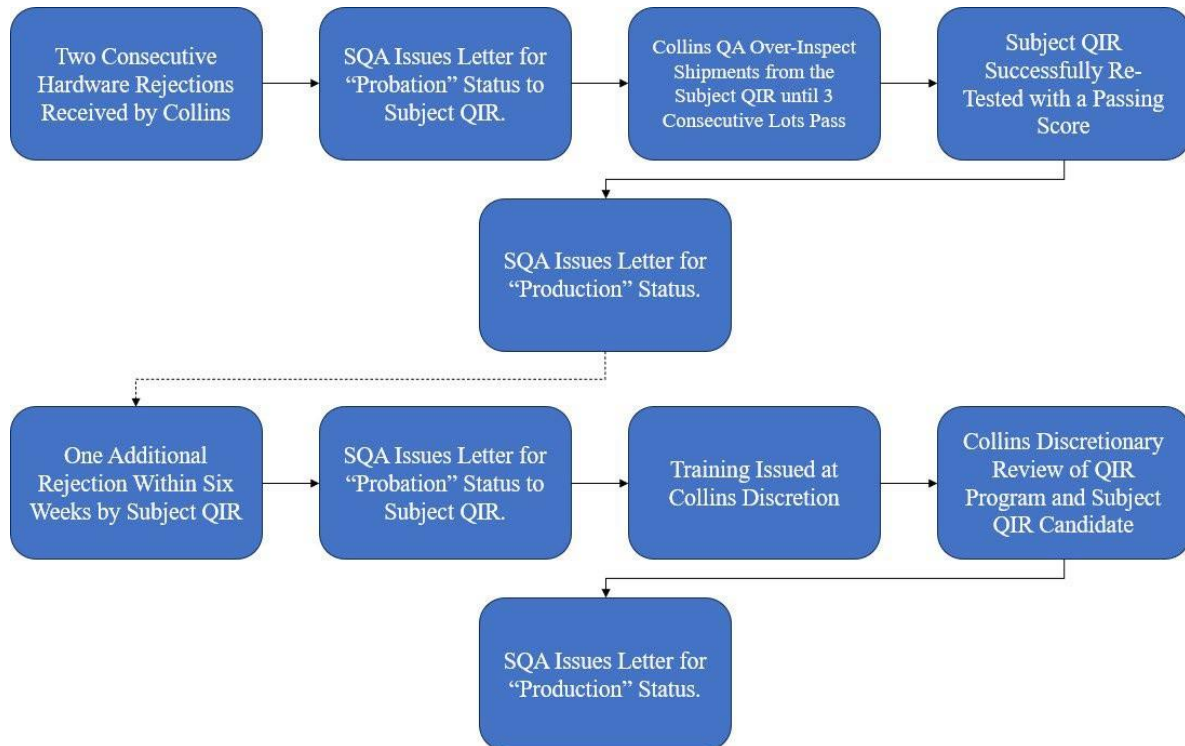 Two Consecutive
Hardware Rejections
Received by Collins
SQA Issues Letter for
“Probation” Status to
Subject QIR.
Collins QA Over-Inspect
Shipments from the
Subject QIR until 3
Consecutive Lots Pass
Subject QIR
Successfully Re-
Tested with a Passing
Score
SQA Issues Letter for
“Production” Status.
One Additional
Rejection Within Six
Weeks by Subject QIR
SQA Issues Letter for
“Probation” Status to
Subject QIR.
Training Issued at
Collins Discretion
Collins Discretionary
Review of QIR
Program and Subject
QIR Candidate
SQA Issues Letter for
“Production” Status.